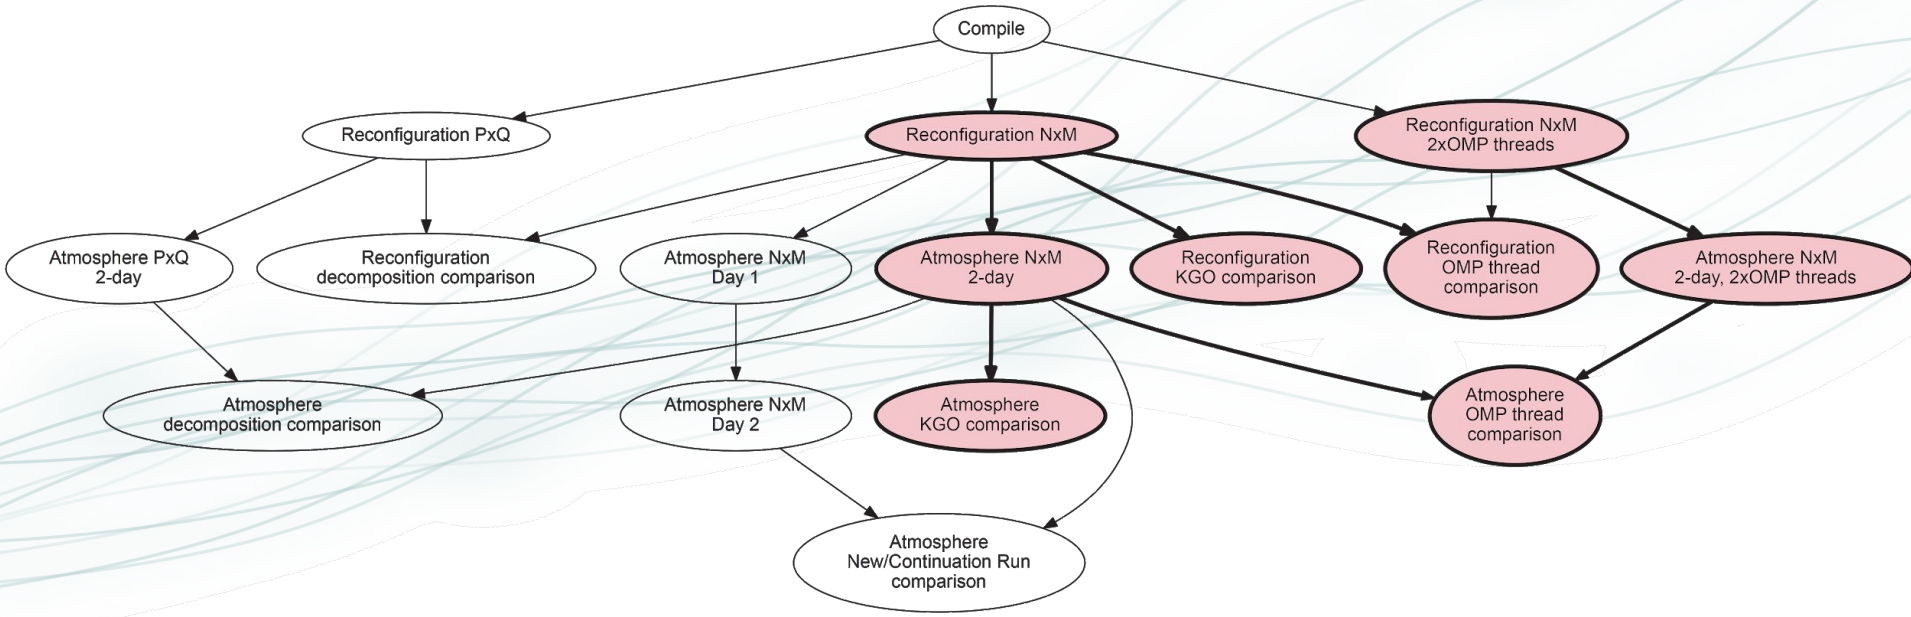 Compile
Reconfiguration PxQ
Reconfiguration NxM
Reconfiguration NxM
2xOMP threads
Atmosphere PxQ
2-day
Reconfiguration
decomposition comparison
Atmosphere NxM
Day 1
Atmosphere NxM
2-day
Reconfiguration
KGO comparison
Reconfiguration
OMP thread
comparison
Atmosphere NxM
2-day, 2xOMP threads
Atmosphere
decomposition comparison
Atmosphere NxM
Day 2
Atmosphere
KGO comparison
Atmosphere
OMP thread
comparison
Atmosphere
New/Continuation Run
comparison